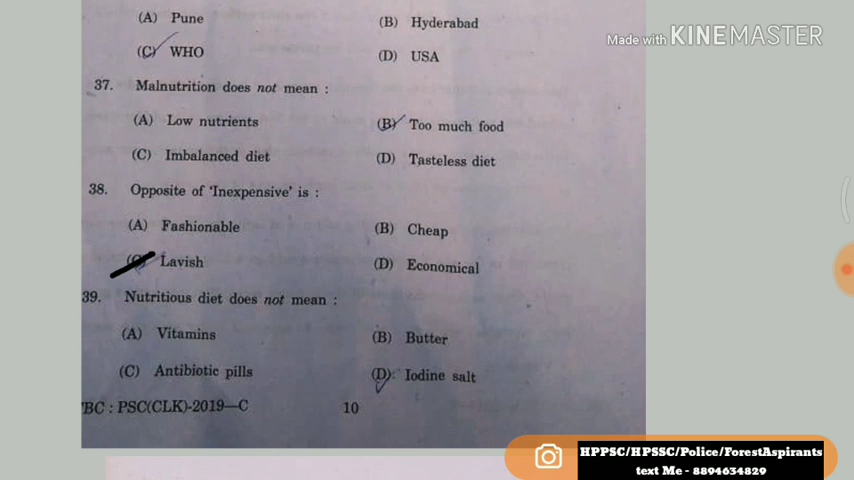 (A) Pune
(B) Hyderabad
Made with KINEMASTER
(C) WHO
(D) USA
37. Malnutrition does not mean :
(A) Low nutrients
(B) Too much food
(C) Imbalanced diet
(D) Tasteless diet
38. Opposite of 'Inexpensive' is :
(A) Fashionable
(B) Cheap
(C) Lavish
(D) Economical
39. Nutritious diet does not mean :
(A) Vitamins
(B) Butter
(C) Antibiotic pills
(D) Iodine salt
BC : PSC(CLK)-2019—C
10
HPPSC/HPSSC/Police/ForestAspirants
text Me - 8894634829